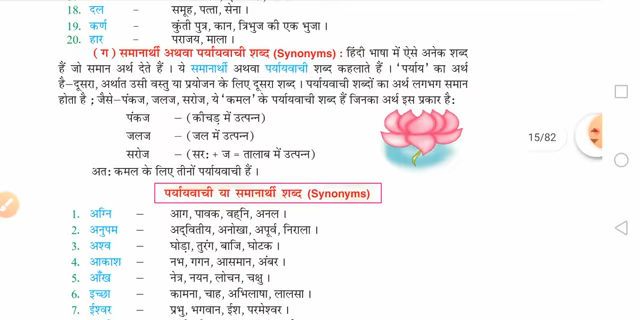 18. दल – समूह, पत्ता, सेना ।
19. कर्ण – कुंती पुत्र, कान, त्रिभुज की एक भुजा ।
20. हार – पराजय, माला ।
(ग) समानार्थी अथवा पर्यायवाची शब्द (Synonyms) : हिंदी भाषा में ऐसे अनेक शब्द
हैं जो समान अर्थ देते हैं । ये समानार्थी अथवा पर्यायवाची शब्द कहलाते हैं । 'पर्याय' का अर्थ
है–दूसरा, अर्थात उसी वस्तु या प्रयोजन के लिए दूसरा शब्द । पर्यायवाची शब्दों का अर्थ लगभग समान
होता है ; जैसे–पंकज, जलज, सरोज, ये 'कमल' के पर्यायवाची शब्द हैं जिनका अर्थ इस प्रकार है :
पंकज – (कीचड़ में उत्पन्न)
जलज – (जल में उत्पन्न)
सरोज – (सर: + ज = तालाब में उत्पन्न)
अत: कमल के लिए तीनों पर्यायवाची हैं ।
15/82
पर्यायवाची या समानार्थी शब्द (Synonyms)
1. अग्नि – आग, पावक, वह्नि, अनल ।
2. अनुपम – अद्वितीय, अनोखा, अपूर्व, निराला ।
3. अश्व – घोड़ा, तुरंग, बाजि, घोटक ।
4. आकाश – नभ, गगन, आसमान, अंबर ।
5. आँख – नेत्र, नयन, लोचन, चक्षु ।
6. इच्छा – कामना, चाह, अभिलाषा, लालसा ।
7. ईश्वर – प्रभु, भगवान, ईश, परमेश्वर ।